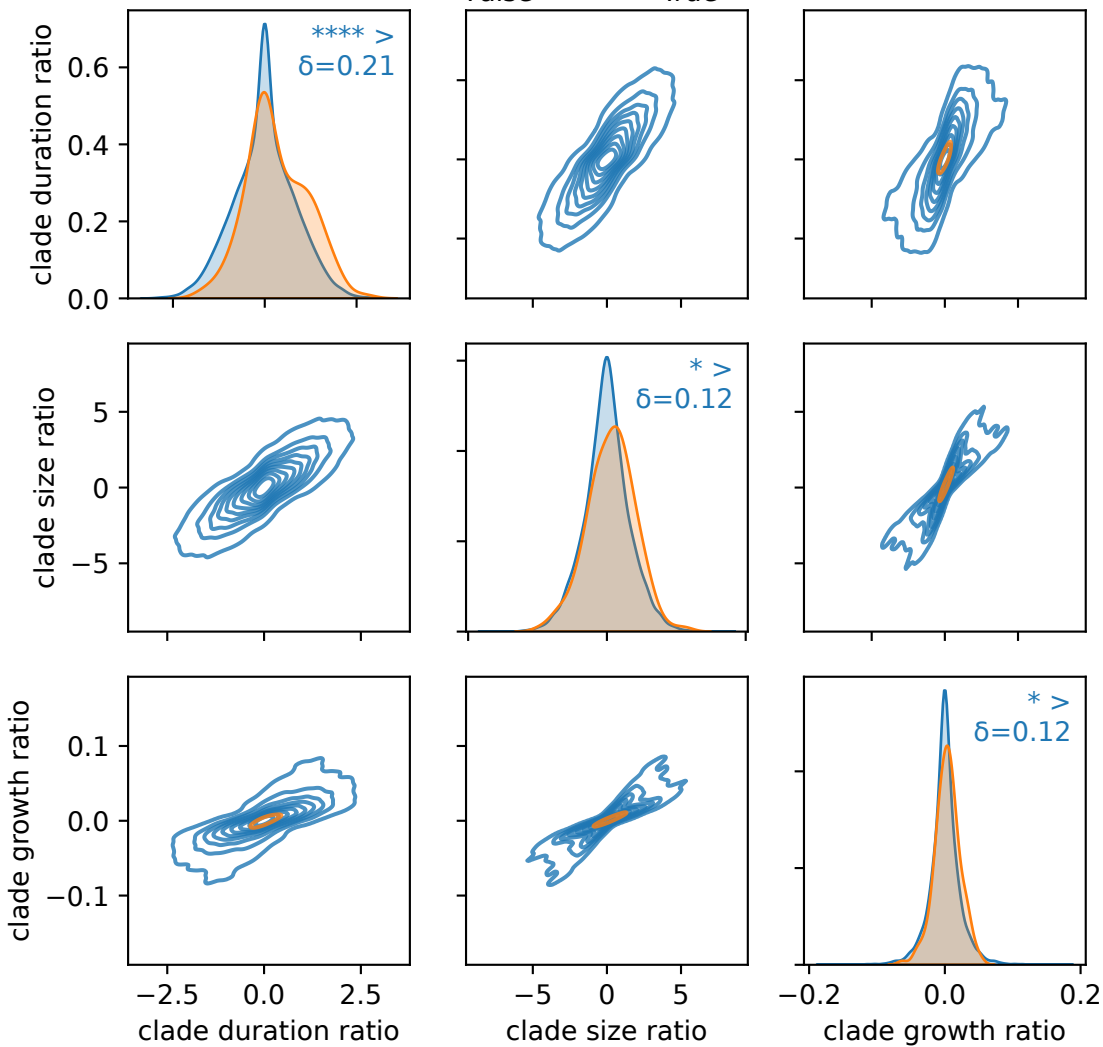 clade duration ratio
0.6
0.4
0.2
0.0
**** >
δ=0.21
clade size ratio
5
0
−5
* >
δ=0.12
clade growth ratio
0.1
0.0
−0.1
* >
δ=0.12
−2.5 0.0 2.5
−5 0 5
−0.2 0.0 0.2
clade duration ratio
clade size ratio
clade growth ratio